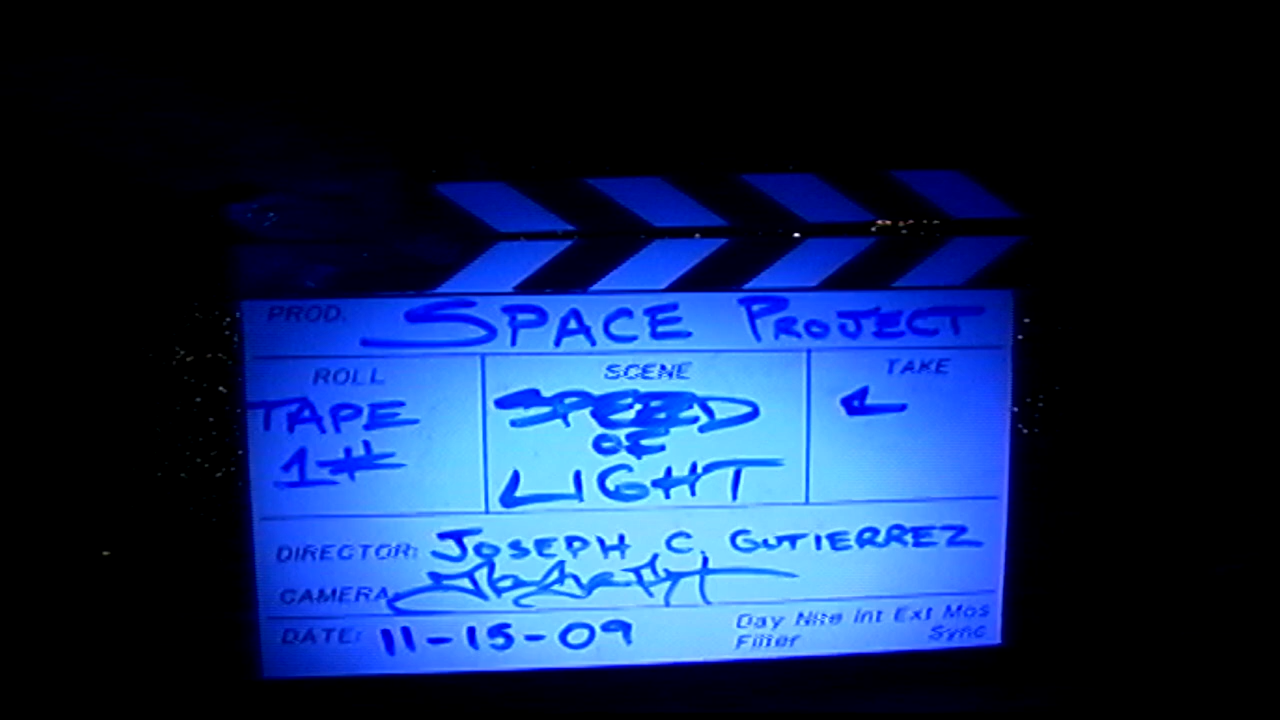 PROD. SPACE PROJECT
ROLL SCENE TAKE
TAPE SPEED
1# OF
LIGHT
DIRECTOR: JOSEPH C. GUTIERREZ
CAMERA
DATE: 11-15-09 Day Nite Int Ext Mos
Filter Sync